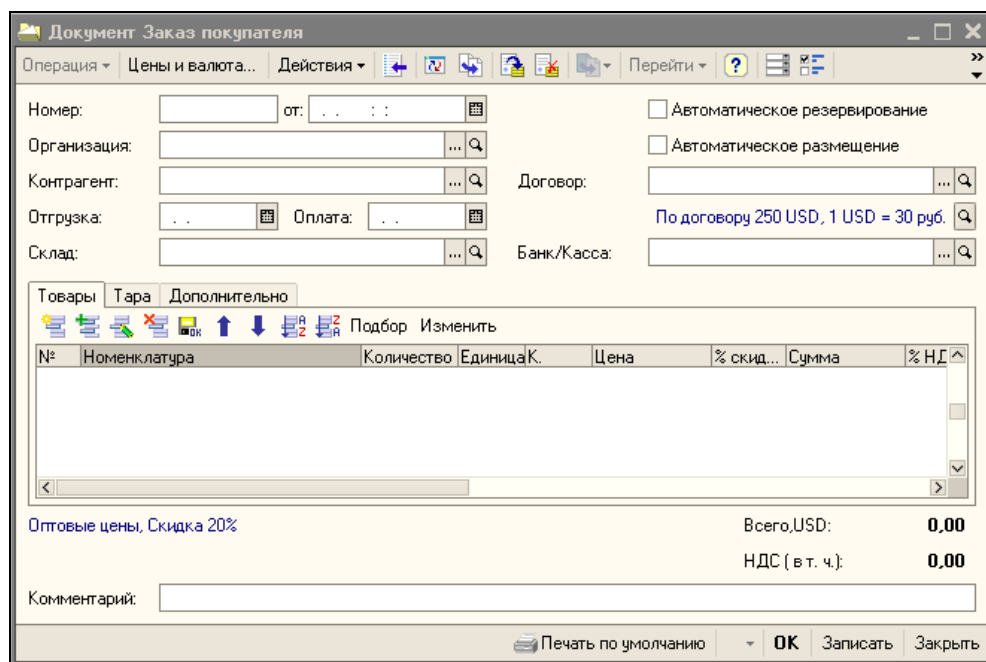 Документ Заказ покупателя
Операция Цены и валюта... Действия Перейти ?
Номер: от: . . : : Автоматическое резервирование
Организация: ... Автоматическое размещение
Контрагент: ... Договор: ...
Отгрузка: . . Оплата: . . По договору 250 USD, 1 USD = 30 руб.
Склад: ... Банк/Касса: ...
Товары Тара Дополнительно
Подбор Изменить
№ Номенклатура Количество Единица К. Цена % скид... Сумма % НД
Оптовые цены, Скидка 20% Всего,USD: 0,00
НДС ( в т. ч.): 0,00
Комментарий:
Печать по умолчанию OK Записать Закрыть